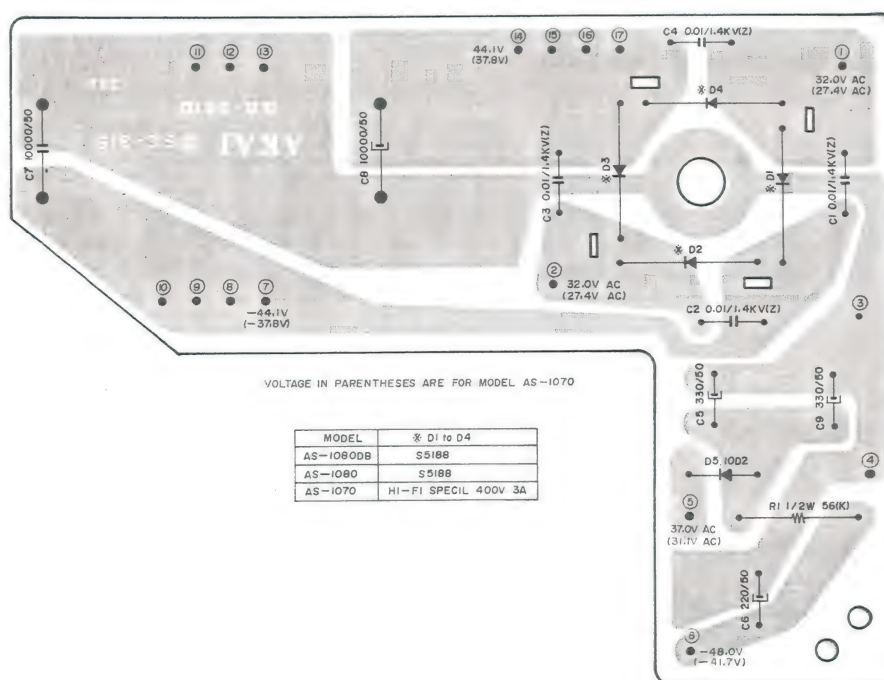 C4 0.01/1.4KV(Z)
⑪ ⑫ ⑬
44.1V
(37.8V)
⑭ ⑮ ⑯ ⑰
①
32.0V AC
(27.4V AC)
※ D4
C7 10000/50
AKAI
C8 10000/50
C3 0.01/1.4KV(Z)
※ D3
※ D1
C1 0.01/1.4KV(Z)
※ D2
②
32.0V AC
(27.4V AC)
⑩ ⑨ ⑧ ⑦
-44.1V
(-37.8V)
C2 0.01/1.4KV(Z)
③
VOLTAGE IN PARENTHESES ARE FOR MODEL AS-1070
MODEL ※ D1 to D4
AS-1080DB S5188
AS-1080 S5188
AS-1070 HI-FI SPECIL 400V 3A
C5 330/50
C9 330/50
D5 10D2
④
⑤
37.0V AC
(31.1V AC)
R1 1/2W 56(K)
C6 220/50
⑥
-48.0V
(-41.7V)